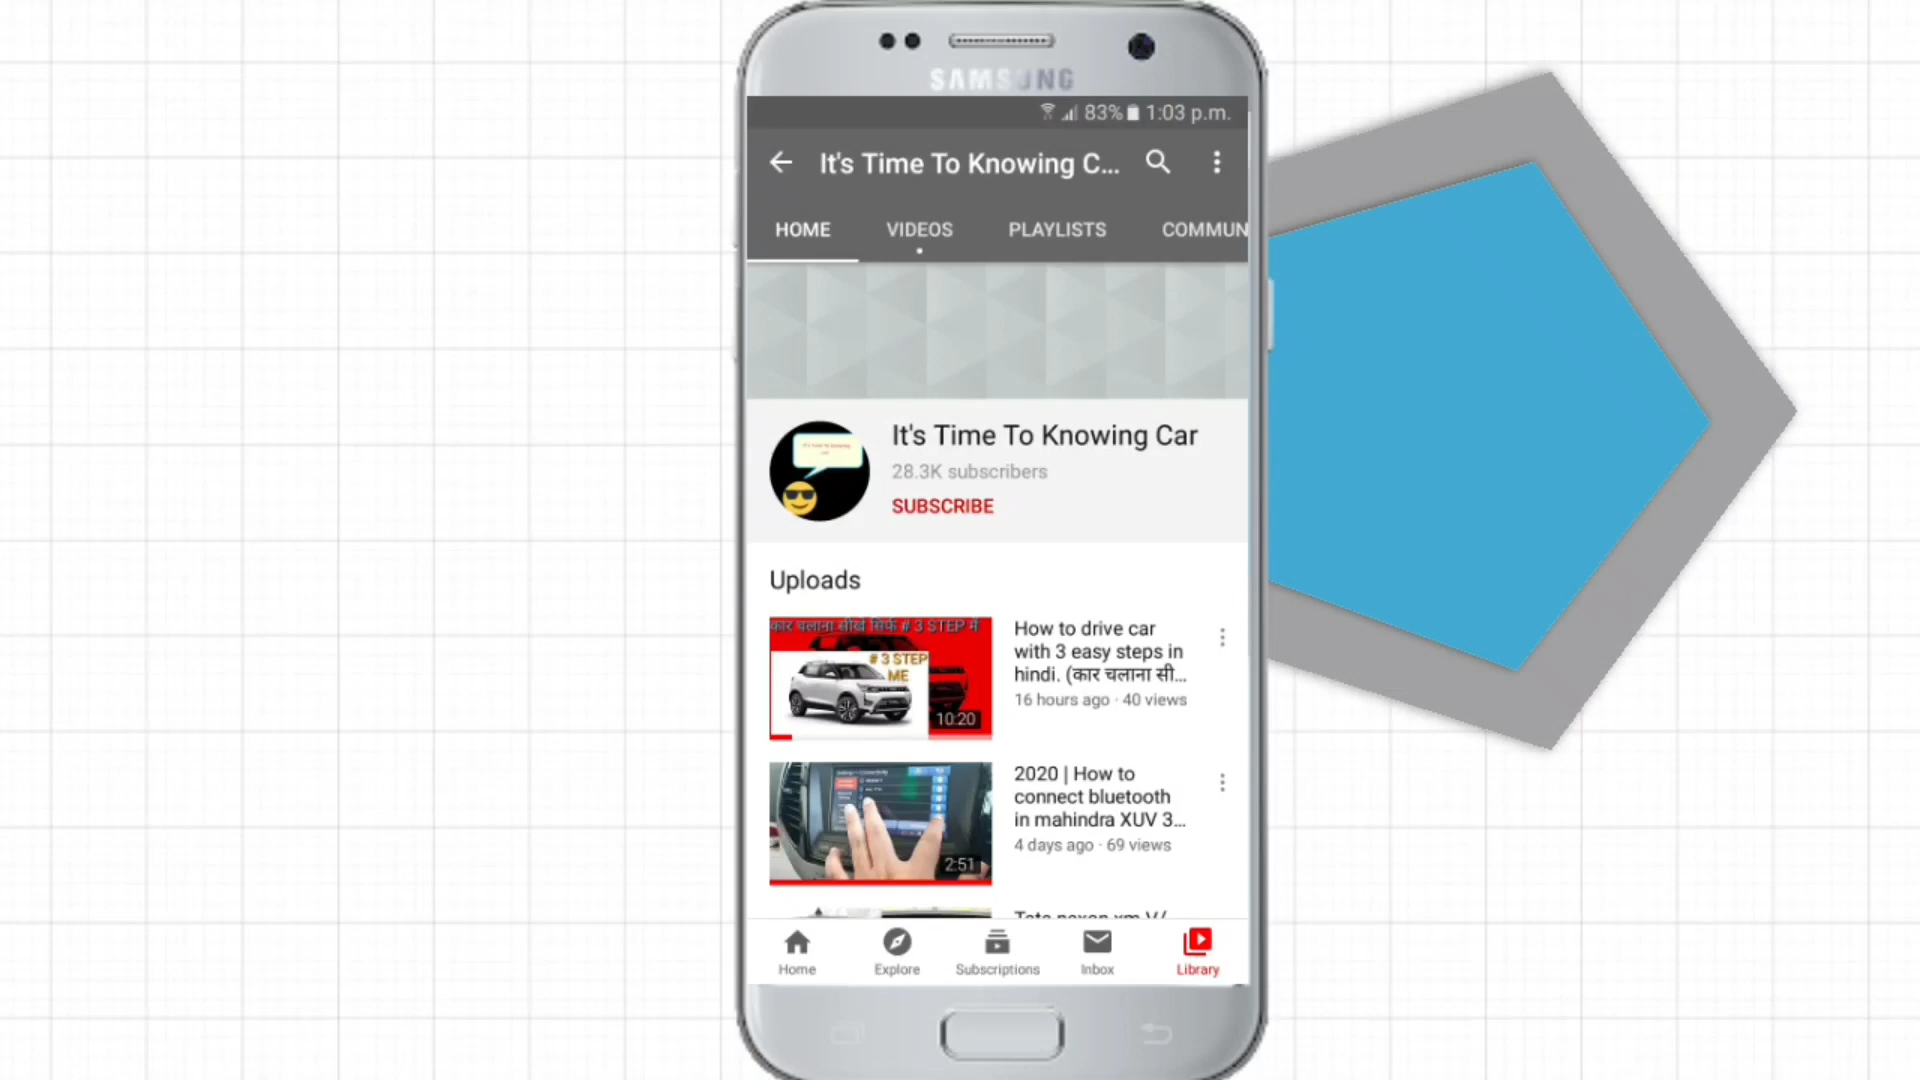 SAMSUNG
83% 1:03 p.m.
It's Time To Knowing C...
HOME VIDEOS PLAYLISTS COMMUN
It's Time To Knowing Car
28.3K subscribers
SUBSCRIBE
Uploads
कार चलाना सीखे सिर्फ # 3 STEP में
# 3 STEP
ME
10:20
How to drive car
with 3 easy steps in
hindi. (कार चलाना सी...
16 hours ago · 40 views
2:51
2020 | How to
connect bluetooth
in mahindra XUV 3...
4 days ago · 69 views
Home Explore Subscriptions Inbox Library